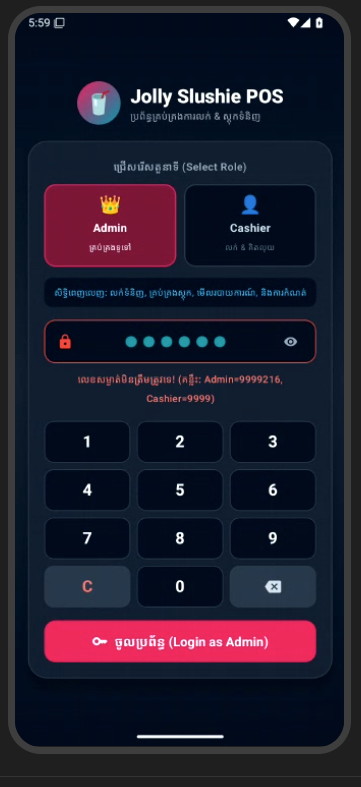 5:59
Jolly Slushie POS
ប្រព័ន្ធគ្រប់គ្រងការលក់ & ស្តុកទំនិញ
ជ្រើសរើសតួនាទី (Select Role)
Admin
គ្រប់គ្រងទូទៅ
Cashier
លក់ & គិតលុយ
សិទ្ធិពេញលេញ: លក់ទំនិញ, គ្រប់គ្រងស្តុក, មើលរបាយការណ៍, និងការកំណត់
លេខសម្ងាត់មិនត្រឹមត្រូវទេ! (គន្លឹះ: Admin=9999216,
Cashier=9999)
1 2 3
4 5 6
7 8 9
C 0
ចូលប្រព័ន្ធ (Login as Admin)